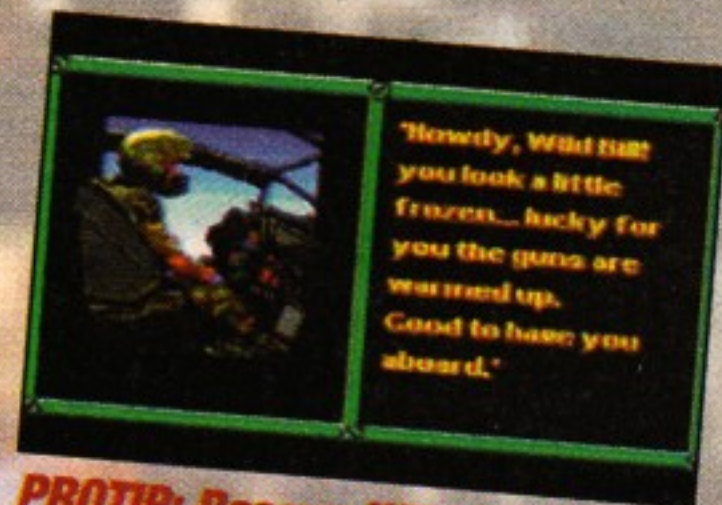 "Howdy, Wild Bill!
you look a little
frozen... lucky for
you the guns are
warmed up.
Good to have you
aboard."
PROTIP: